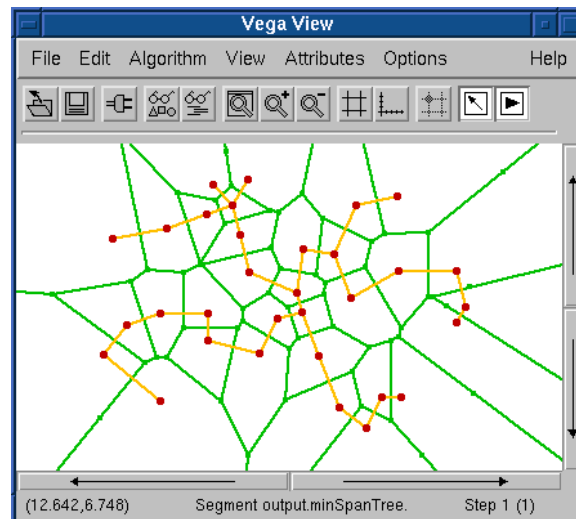 Vega View
File Edit Algorithm View Attributes Options Help
(12.642,6.748) Segment output.minSpanTree. Step 1 (1)